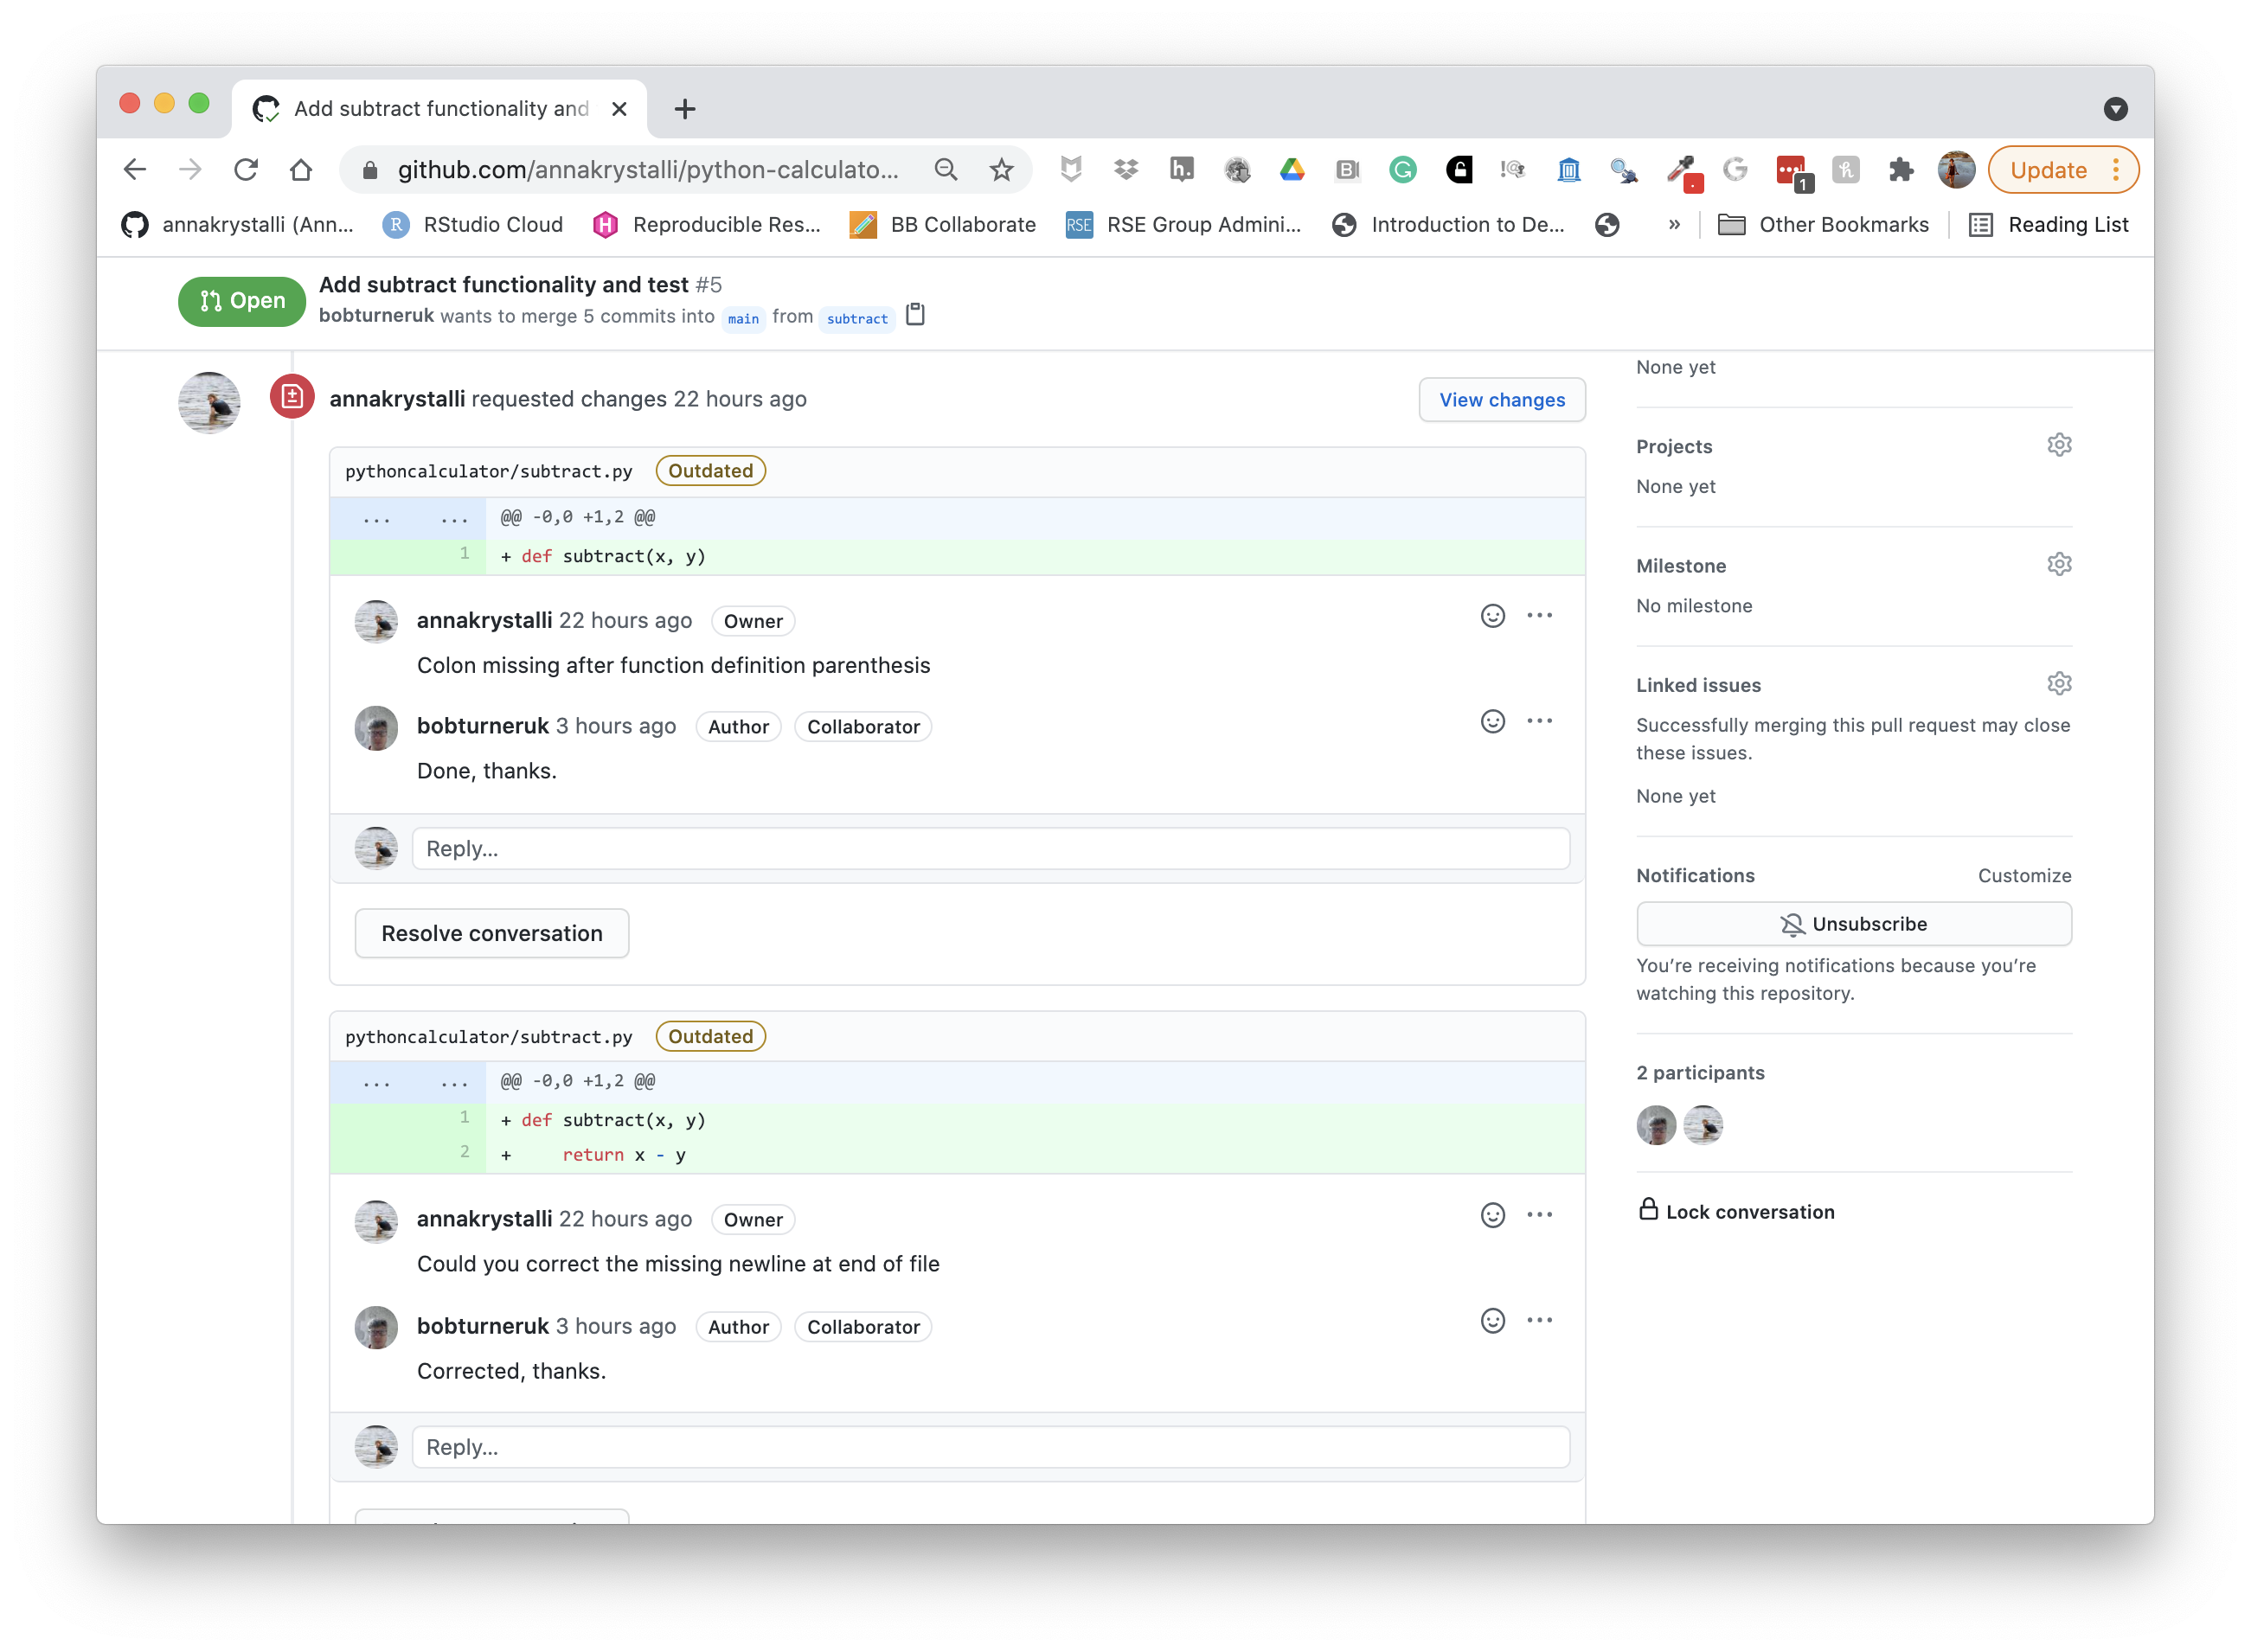 Add subtract functionality and
github.com/annakrystalli/python-calculato...
Update
annakrystalli (Ann...
RStudio Cloud
Reproducible Res...
BB Collaborate
RSE Group Admini...
Introduction to De...
»
Other Bookmarks
Reading List
Open
Add subtract functionality and test #5
bobturneruk wants to merge 5 commits into main from subtract
annakrystalli requested changes 22 hours ago
View changes
pythoncalculator/subtract.py Outdated
... ... @@ -0,0 +1,2 @@
1 + def subtract(x, y)
annakrystalli 22 hours ago Owner
Colon missing after function definition parenthesis
bobturneruk 3 hours ago Author Collaborator
Done, thanks.
Reply...
Resolve conversation
pythoncalculator/subtract.py Outdated
... ... @@ -0,0 +1,2 @@
1 + def subtract(x, y)
2 + return x - y
annakrystalli 22 hours ago Owner
Could you correct the missing newline at end of file
bobturneruk 3 hours ago Author Collaborator
Corrected, thanks.
Reply...
None yet
Projects
None yet
Milestone
No milestone
Linked issues
Successfully merging this pull request may close
these issues.
None yet
Notifications Customize
Unsubscribe
You're receiving notifications because you're
watching this repository.
2 participants
Lock conversation